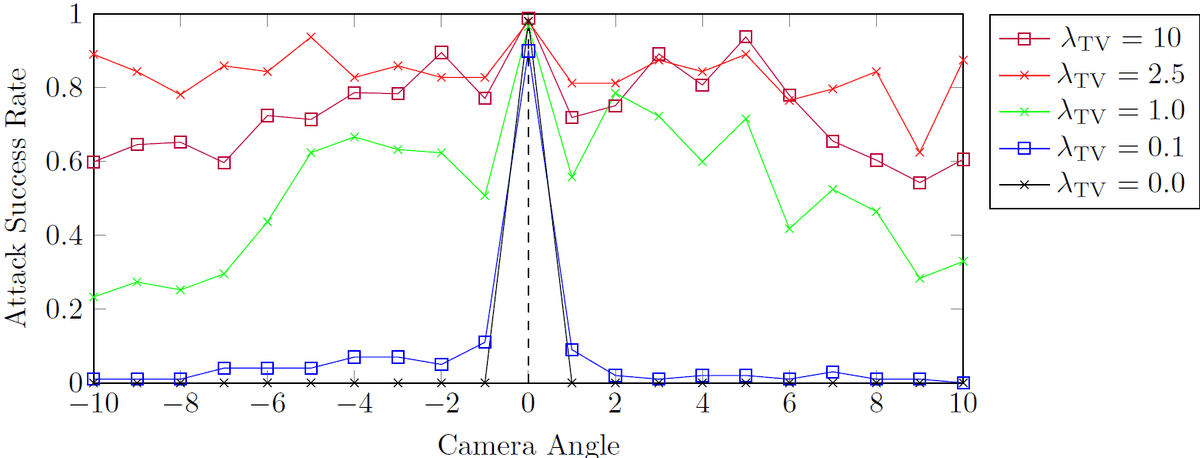 1
0.8
0.6
0.4
0.2
0
Attack Success Rate
−10 −8 −6 −4 −2 0 2 4 6 8 10
Camera Angle
λTV = 10
λTV = 2.5
λTV = 1.0
λTV = 0.1
λTV = 0.0